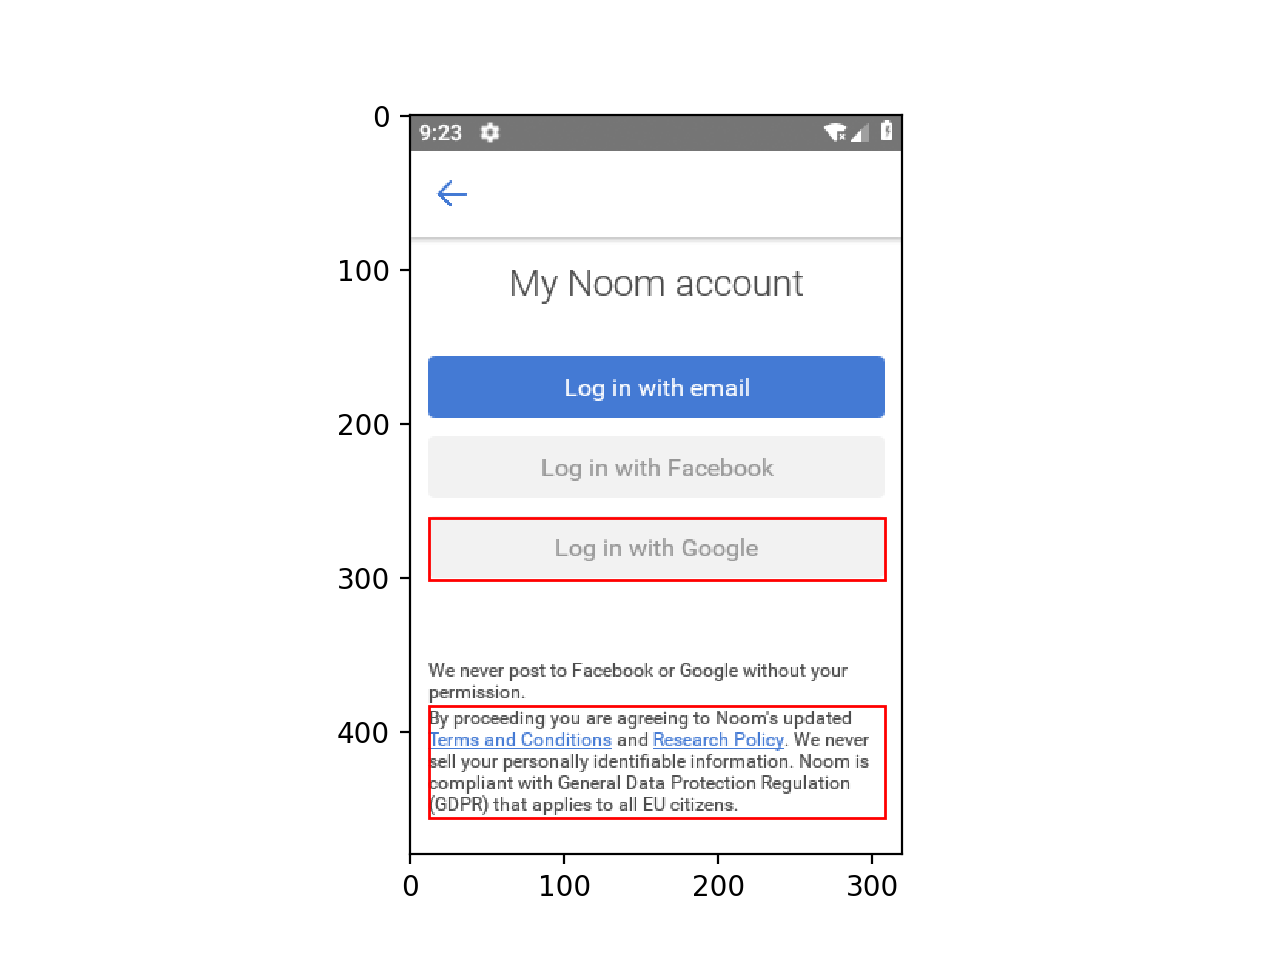 0
9:23
100
My Noom account
Log in with email
200
Log in with Facebook
Log in with Google
300
We never post to Facebook or Google without your
permission.
By proceeding you are agreeing to Noom's updated
400
Terms and Conditions and Research Policy. We never
sell your personally identifiable information. Noom is
compliant with General Data Protection Regulation
(GDPR) that applies to all EU citizens.
0 100 200 300